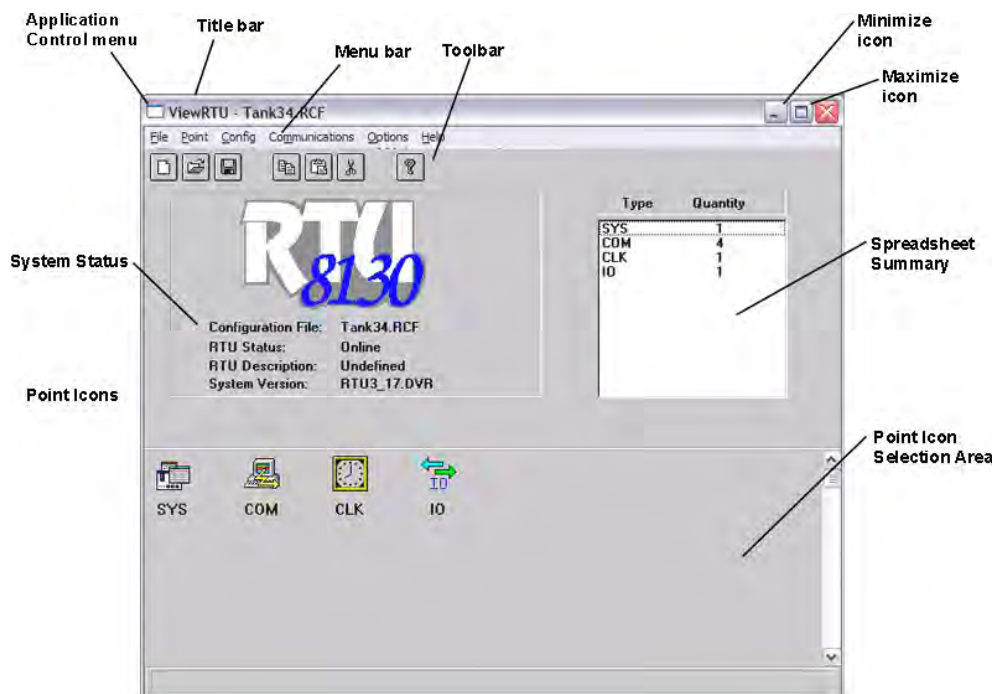 Application
Control menu
Title bar
Menu bar
Toolbar
Minimize
icon
Maximize
icon
ViewRTU - Tank34.RCF
File Point Config Communications Options Help
RTU
8130
Type Quantity
SYS 1
COM 4
CLK 1
IO 1
Spreadsheet
Summary
System Status
Configuration File: Tank34.RCF
RTU Status: Online
RTU Description: Undefined
System Version: RTU3_17.DVR
Point Icons
Point Icon
Selection Area
IO
SYS COM CLK IO